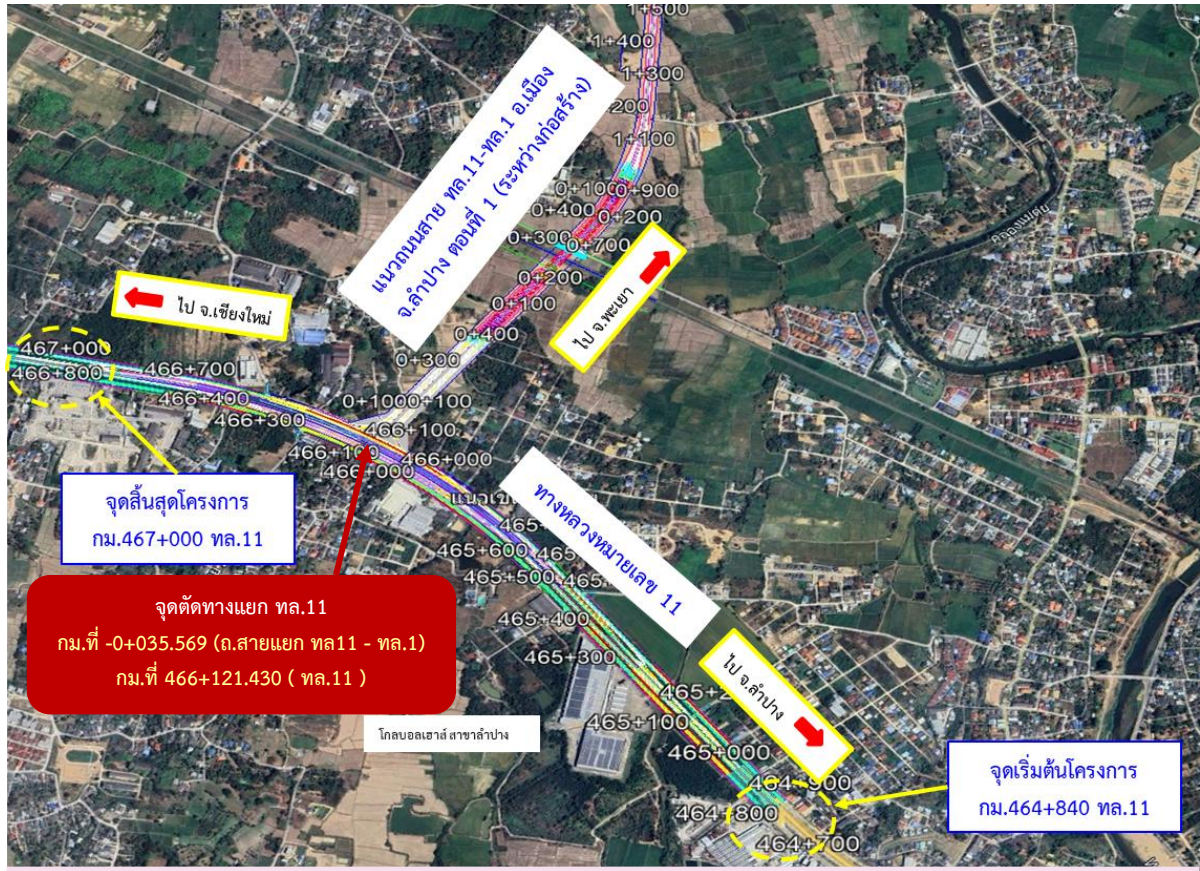 1+500
1+400
1+300
200
1+100
0+100
0+900
0+400
0+200
0+300
0+700
0+200
0+100
0+400
0+300
0+1000+100
แนวถนนสาย ทล.11-ทล.1 อ.เมือง
จ.ลำปาง ตอนที่ 1 (ระหว่างก่อสร้าง)
ไป จ.พะเยา
ไป จ.เชียงใหม่
467+000
466+800
466+700
466+400
466+300
466+100
466+100
466+000
466+000
จุดสิ้นสุดโครงการ
กม.467+000 ทล.11
จุดตัดทางแยก ทล.11
กม.ที่ -0+035.569 (ถ.สายแยก ทล11 - ทล.1)
กม.ที่ 466+121.430 ( ทล.11 )
ทางหลวงหมายเลข 11
465+600
465+500
465+400
465+300
465+2
465+100
465+000
ไป จ.ลำปาง
โกลบอลเฮาส์ สาขาลำปาง
464+900
464+800
464+700
จุดเริ่มต้นโครงการ
กม.464+840 ทล.11